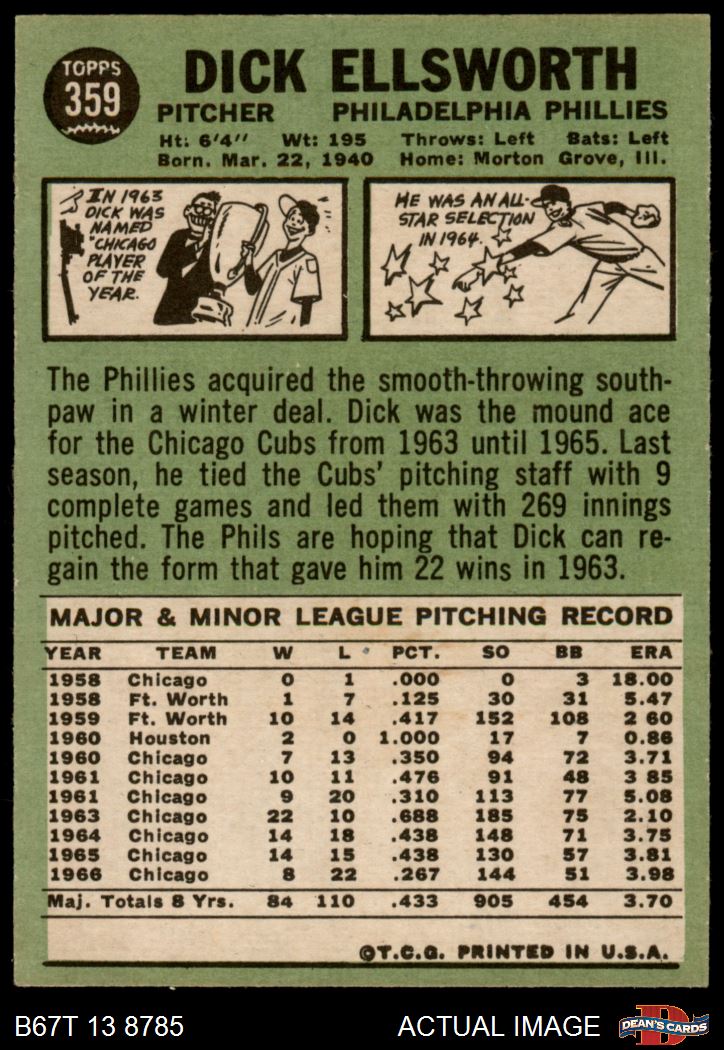 TOPPS
359
DICK ELLSWORTH
PITCHER PHILADELPHIA PHILLIES
Ht: 6'4'' Wt: 195 Throws: Left Bats: Left
Born. Mar. 22, 1940 Home: Morton Grove, Ill.
IN 1963
DICK WAS
NAMED
"CHICAGO
PLAYER
OF THE
YEAR.
HE WAS AN ALL-
STAR SELECTION
IN 1964.
The Phillies acquired the smooth-throwing south-
paw in a winter deal. Dick was the mound ace
for the Chicago Cubs from 1963 until 1965. Last
season, he tied the Cubs' pitching staff with 9
complete games and led them with 269 innings
pitched. The Phils are hoping that Dick can re-
gain the form that gave him 22 wins in 1963.
MAJOR & MINOR LEAGUE PITCHING RECORD
YEAR TEAM W L PCT. SO BB ERA
1958 Chicago 0 1 .000 0 3 18.00
1958 Ft. Worth 1 7 .125 30 31 5.47
1959 Ft. Worth 10 14 .417 152 108 2 60
1960 Houston 2 0 1.000 17 7 0.86
1960 Chicago 7 13 .350 94 72 3.71
1961 Chicago 10 11 .476 91 48 3 85
1961 Chicago 9 20 .310 113 77 5.08
1963 Chicago 22 10 .688 185 75 2.10
1964 Chicago 14 18 .438 148 71 3.75
1965 Chicago 14 15 .438 130 57 3.81
1966 Chicago 8 22 .267 144 51 3.98
Maj. Totals 8 Yrs. 84 110 .433 905 454 3.70
©T.C.G. PRINTED IN U.S.A.
B67T 13 8785 ACTUAL IMAGE
D
DEAN'S CARDS